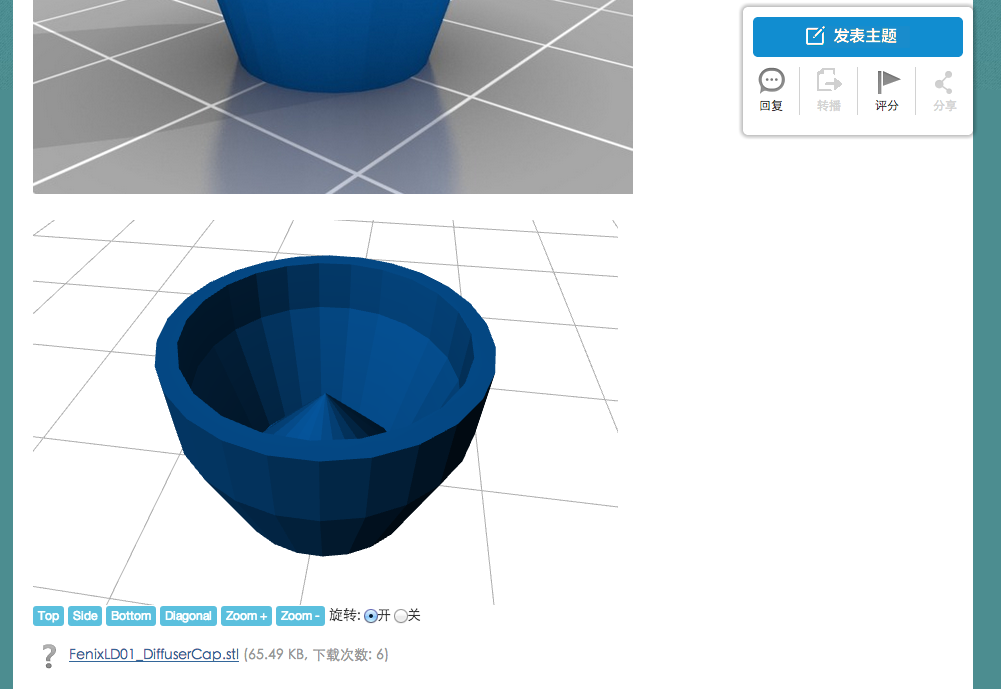 发表主题
回复 转播 评分 分享
Top Side Bottom Diagonal Zoom + Zoom - 旋转: 开 关
FenixLD01_DiffuserCap.stl (65.49 KB, 下载次数: 6)